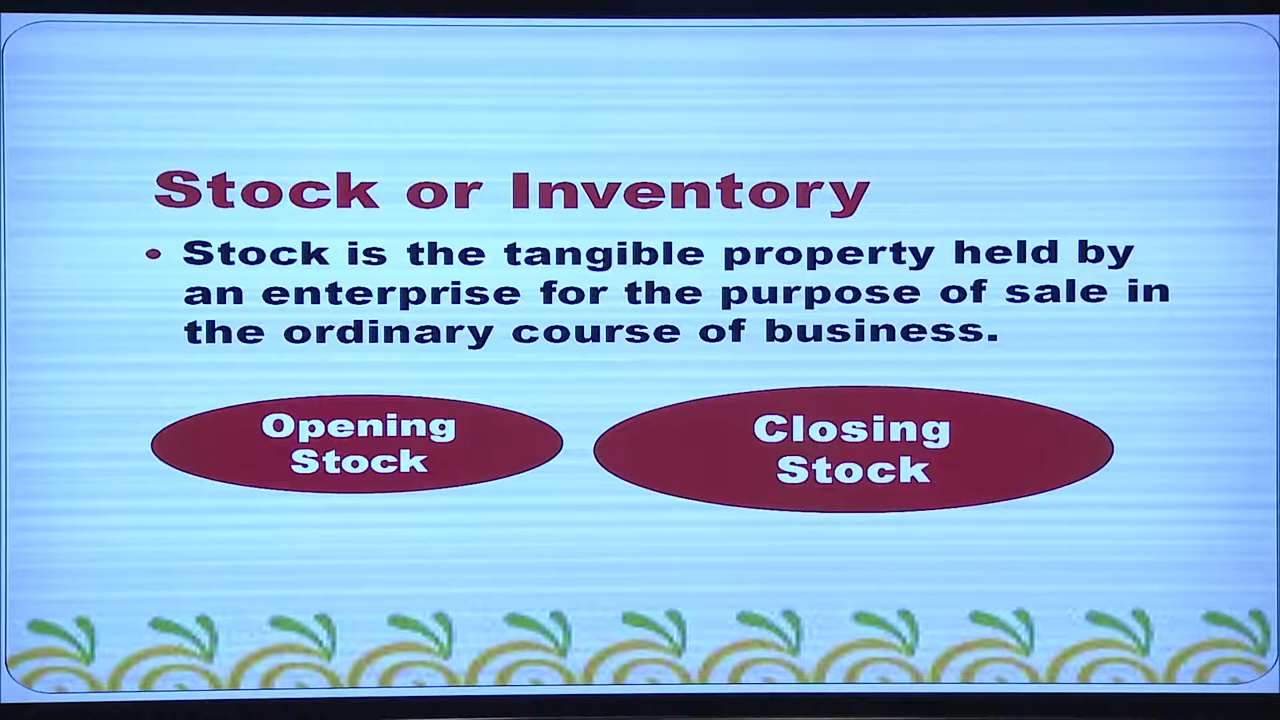 Stock or Inventory
• Stock is the tangible property held by
an enterprise for the purpose of sale in
the ordinary course of business.
Opening
Stock
Closing
Stock